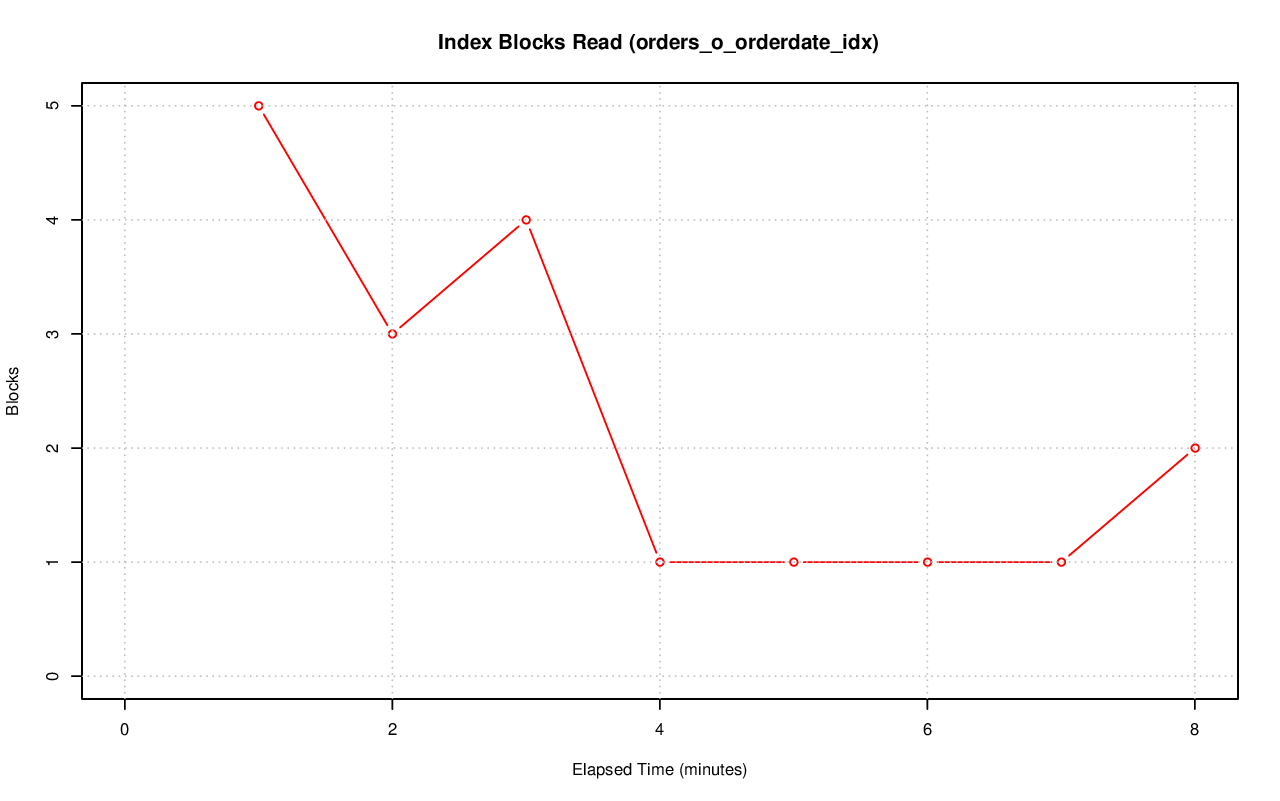 Index Blocks Read (orders_o_orderdate_idx)
5
4
3
2
1
0
Blocks
0 2 4 6 8
Elapsed Time (minutes)